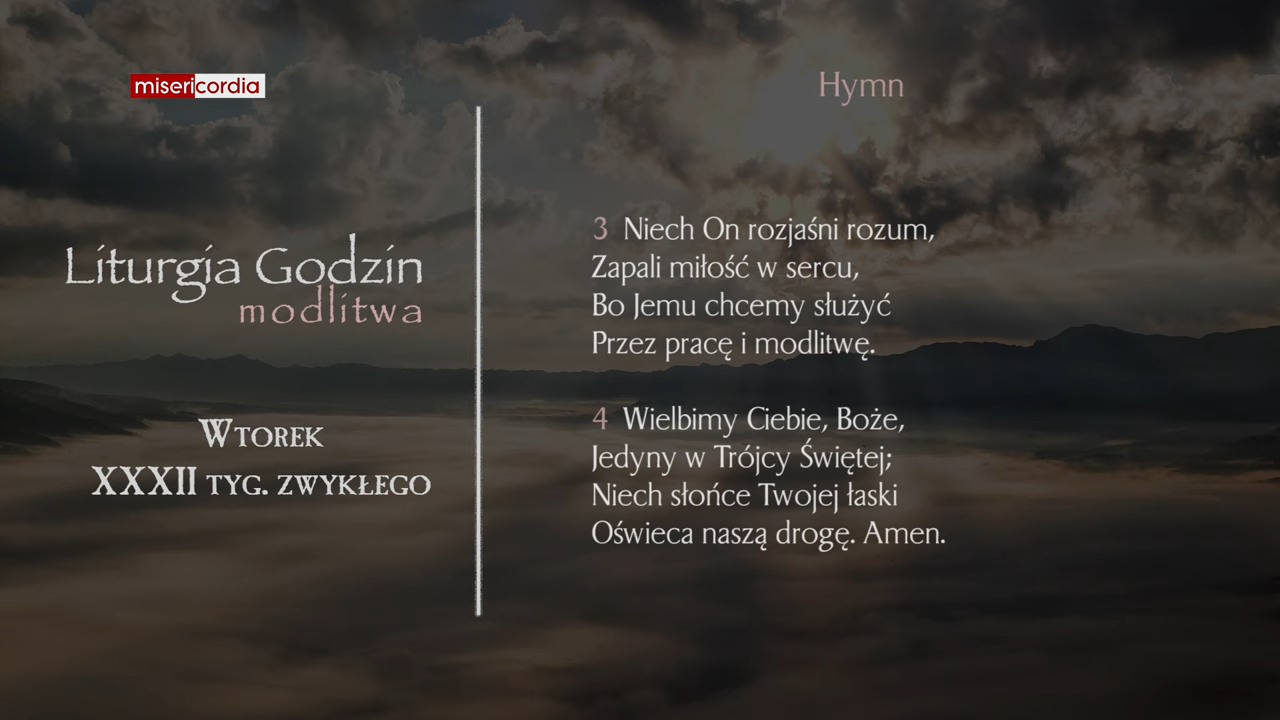 misericordia
Liturgia Godzin
modlitwa
Wtorek
XXXII tyg. zwykłego
Hymn
3 Niech On rozjaśni rozum,
Zapali miłość w sercu,
Bo Jemu chcemy służyć
Przez pracę i modlitwę.
4 Wielbimy Ciebie, Boże,
Jedyny w Trójcy Świętej;
Niech słońce Twojej łaski
Oświeca naszą drogę. Amen.